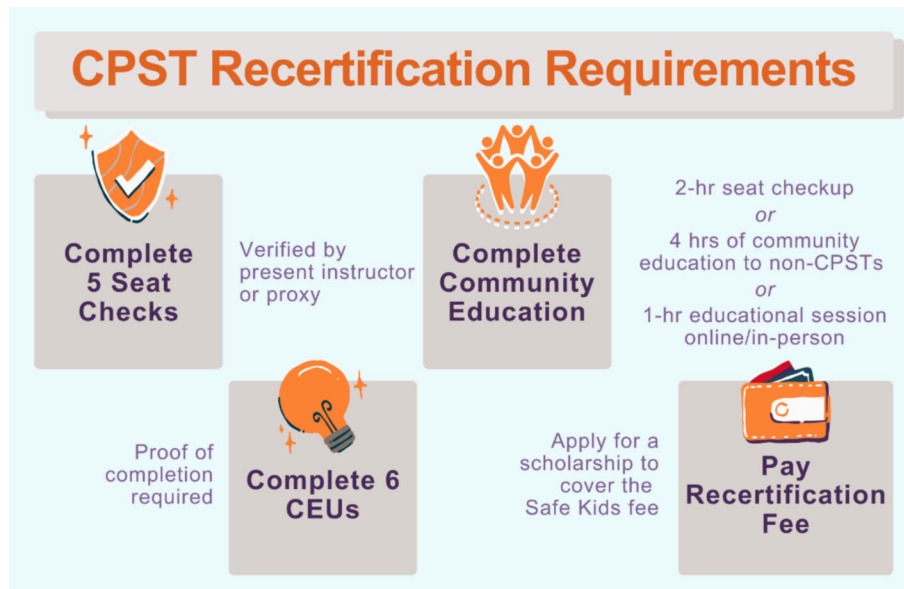 CPST Recertification Requirements
Complete
5 Seat
Checks
Verified by
present instructor
or proxy
Complete
Community
Education
2-hr seat checkup
or
4 hrs of community
education to non-CPSTs
or
1-hr educational session
online/in-person
Proof of
completion
required
Complete 6
CEUs
Apply for a
scholarship to
cover the
Safe Kids fee
Pay
Recertification
Fee